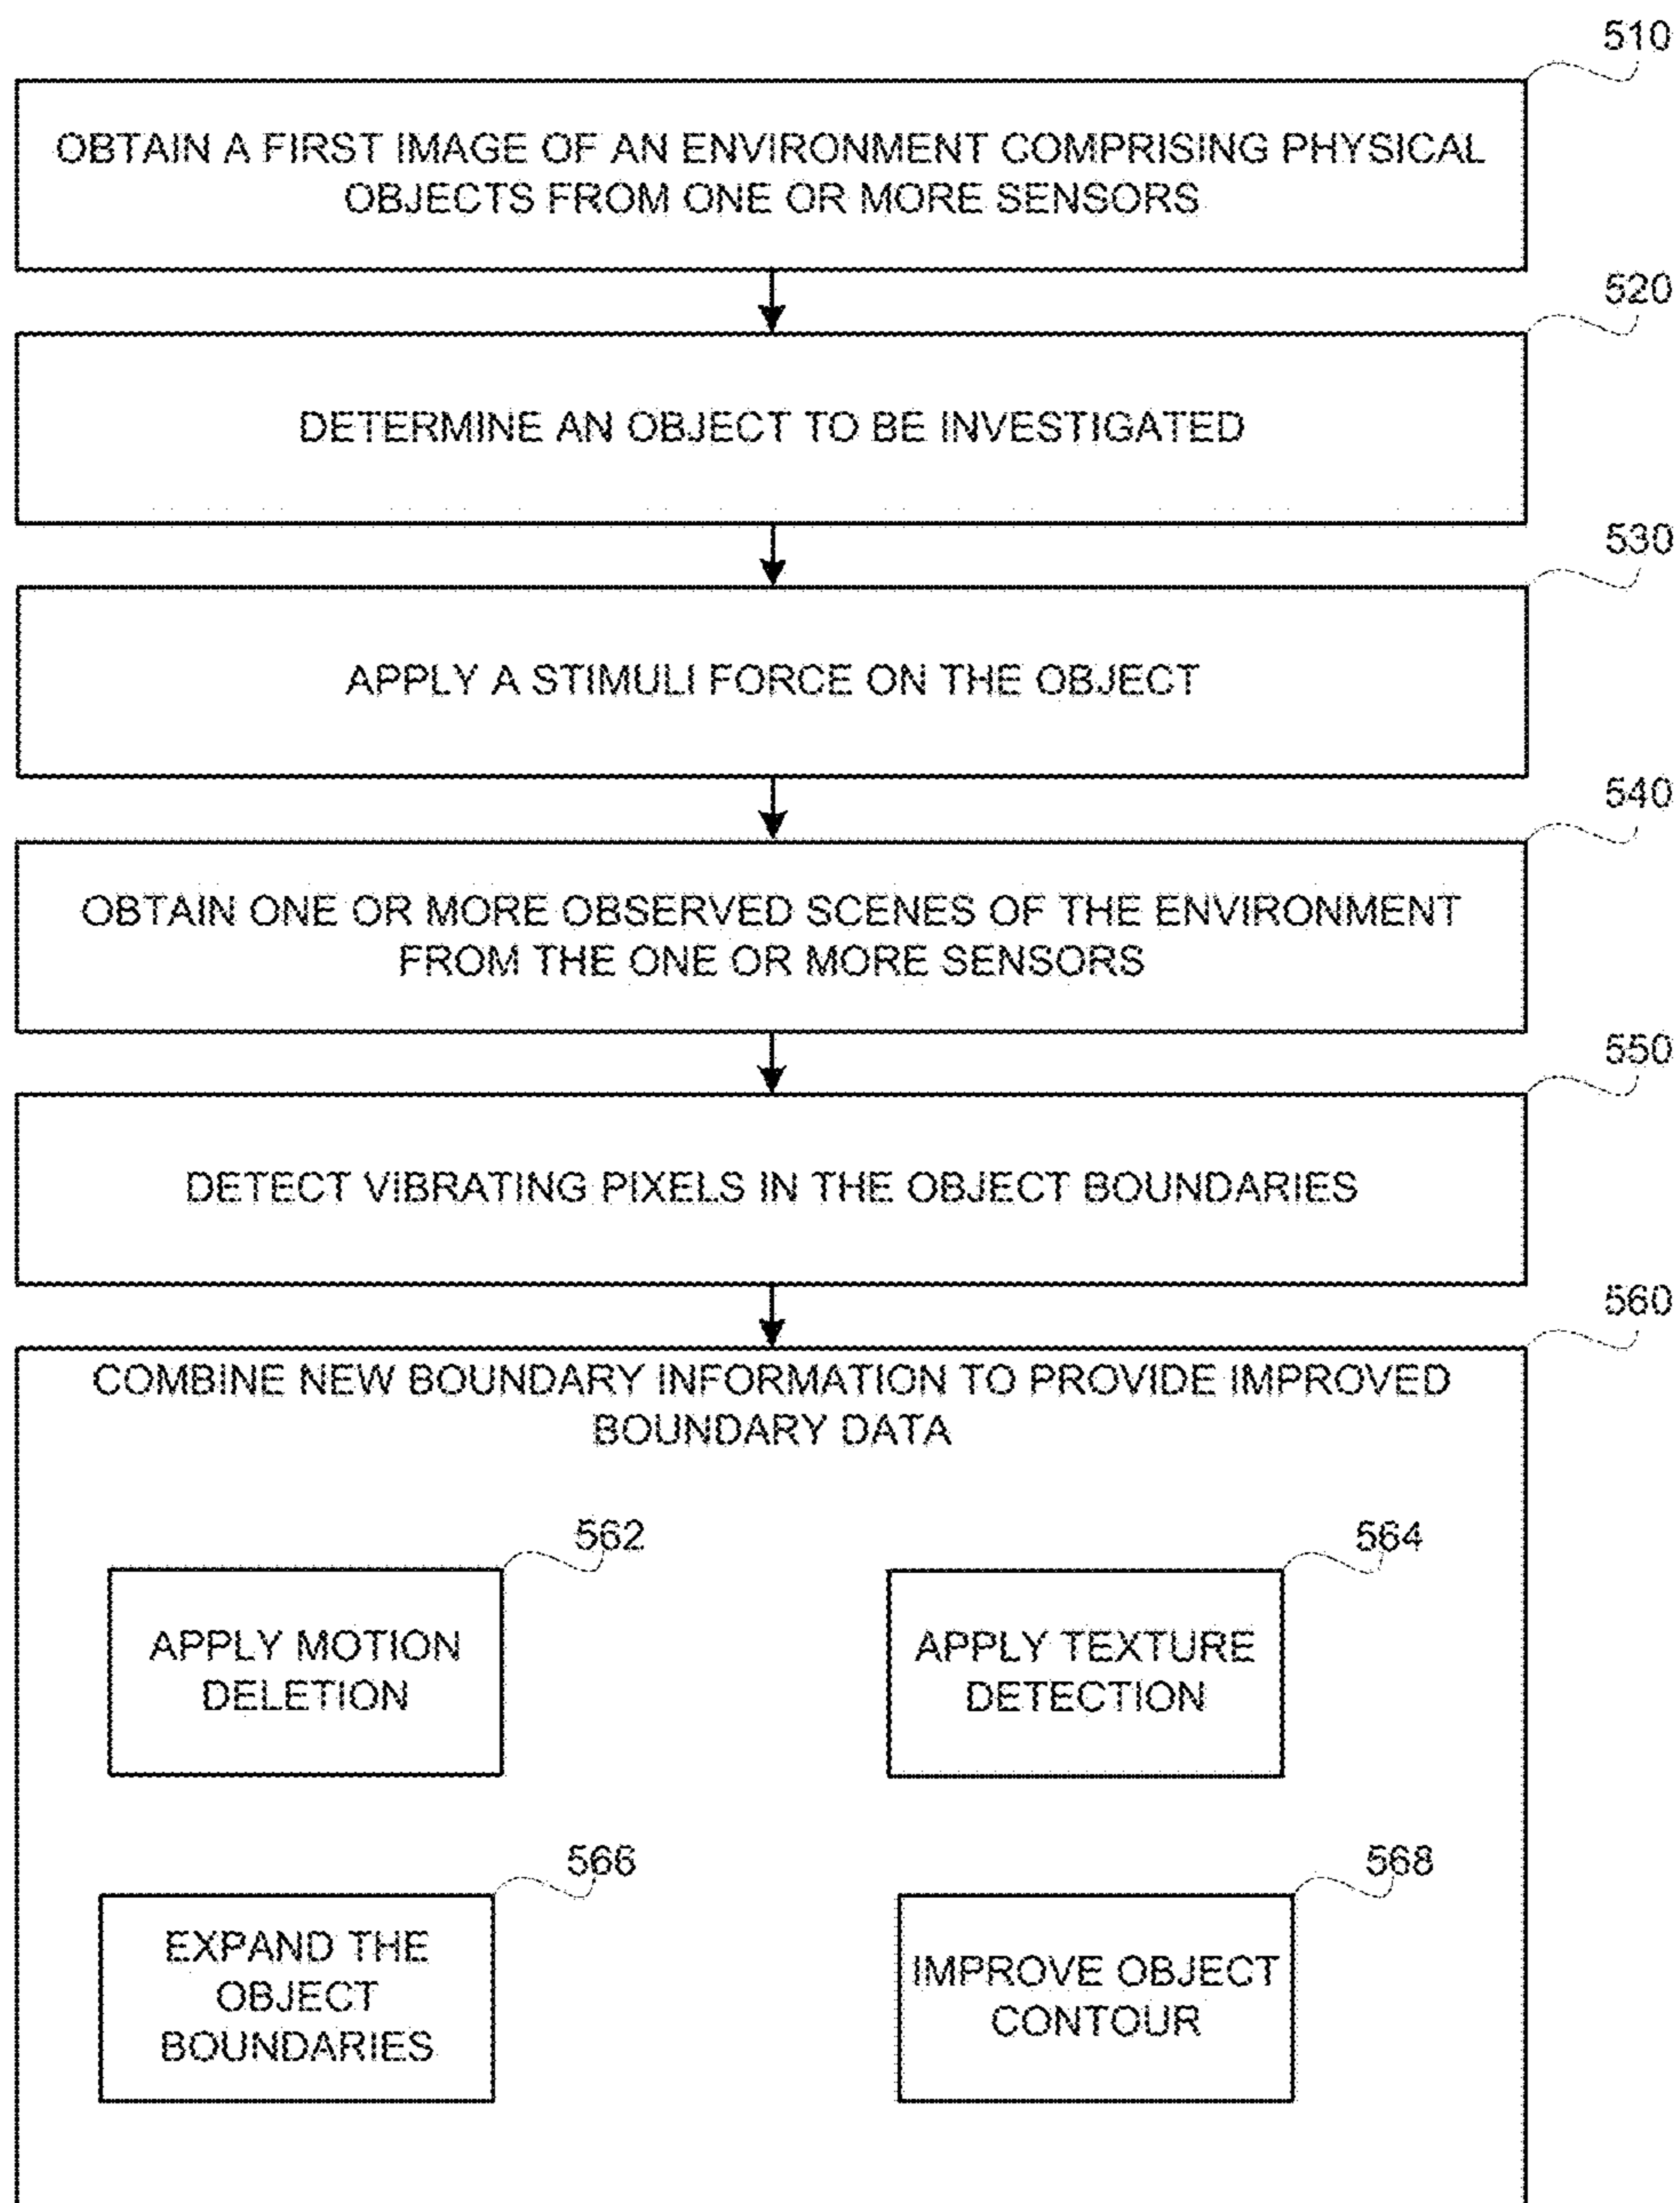 510
OBTAIN A FIRST IMAGE OF AN ENVIRONMENT COMPRISING PHYSICAL
OBJECTS FROM ONE OR MORE SENSORS
520
DETERMINE AN OBJECT TO BE INVESTIGATED
530
APPLY A STIMULI FORCE ON THE OBJECT
540
OBTAIN ONE OR MORE OBSERVED SCENES OF THE ENVIRONMENT
FROM THE ONE OR MORE SENSORS
550
DETECT VIBRATING PIXELS IN THE OBJECT BOUNDARIES
560
COMBINE NEW BOUNDARY INFORMATION TO PROVIDE IMPROVED
BOUNDARY DATA
562
APPLY MOTION
DELETION
564
APPLY TEXTURE
DETECTION
566
EXPAND THE
OBJECT
BOUNDARIES
568
IMPROVE OBJECT
CONTOUR